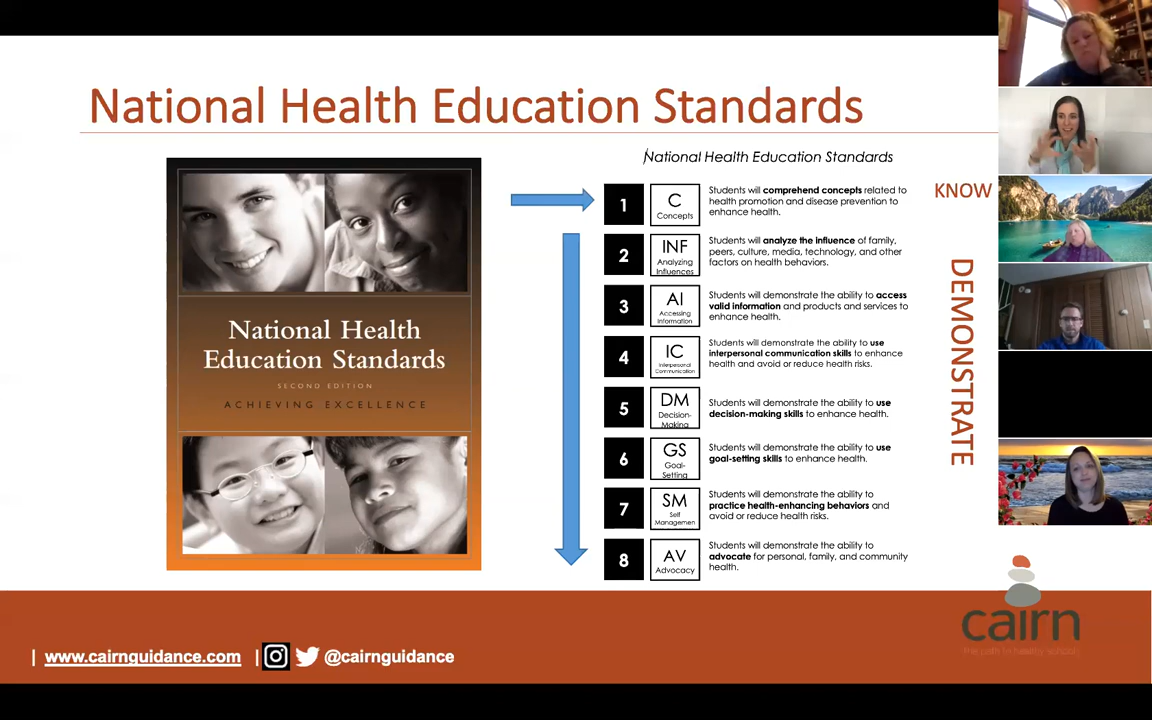 National Health Education Standards
National Health
Education Standards
SECOND EDITION
ACHIEVING EXCELLENCE
National Health Education Standards
1
C
Concepts
Students will comprehend concepts related to
health promotion and disease prevention to
enhance health.
2
INF
Analyzing
Influences
Students will analyze the influence of family,
peers, culture, media, technology, and other
factors on health behaviors.
3
AI
Accessing
Information
Students will demonstrate the ability to access
valid information and products and services to
enhance health.
4
IC
Interpersonal
Communication
Students will demonstrate the ability to use
interpersonal communication skills to enhance
health and avoid or reduce health risks.
5
DM
Decision-
Making
Students will demonstrate the ability to use
decision-making skills to enhance health.
6
GS
Goal-
Setting
Students will demonstrate the ability to use
goal-setting skills to enhance health.
7
SM
Self
Managemen
Students will demonstrate the ability to
practice health-enhancing behaviors and
avoid or reduce health risks.
8
AV
Advocacy
Students will demonstrate the ability to
advocate for personal, family, and community
health.
KNOW
DEMONSTRATE
cairn
the path to healthy schools
| www.cairnguidance.com | @cairnguidance